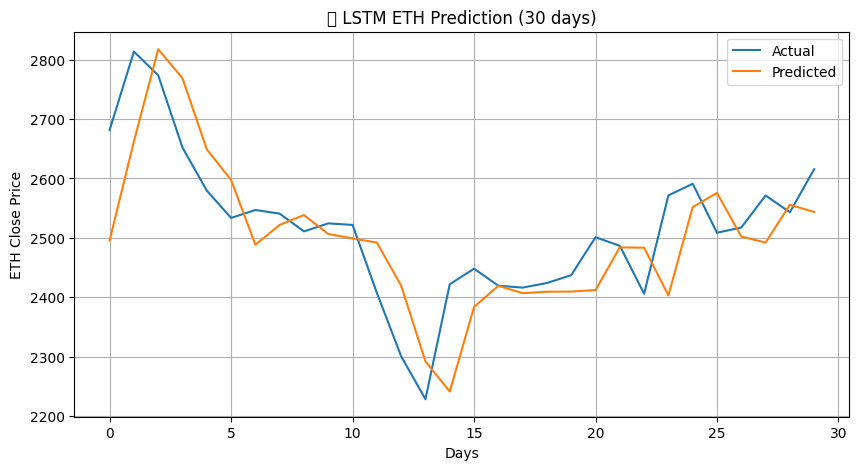 LSTM ETH Prediction (30 days)
Actual
Predicted
ETH Close Price
2800
2700
2600
2500
2400
2300
2200
0 5 10 15 20 25 30
Days